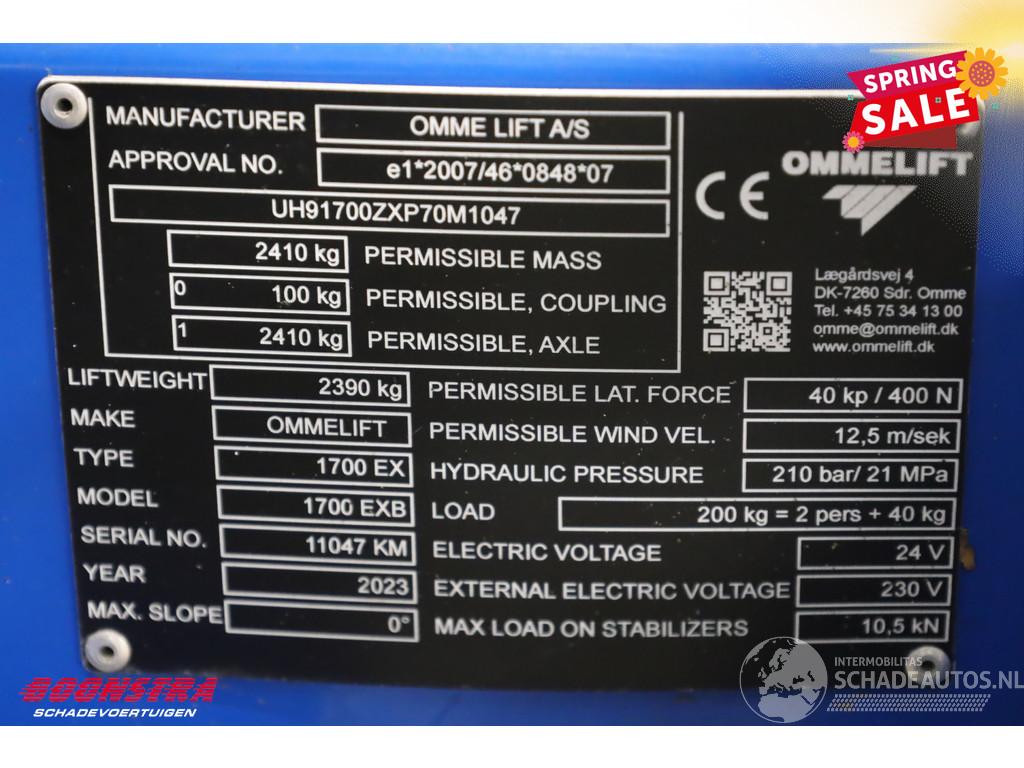 SPRING
SALE
MANUFACTURER OMME LIFT A/S
APPROVAL NO. e1*2007/46*0848*07
UH91700ZXP70M1047
2410 kg PERMISSIBLE MASS
0 100 kg PERMISSIBLE, COUPLING
1 2410 kg PERMISSIBLE, AXLE
CE
OMMELIFT
Lægårdsvej 4
DK-7260 Sdr. Omme
Tel. +45 75 34 13 00
omme@ommelift.dk
www.ommelift.dk
LIFTWEIGHT 2390 kg
MAKE OMMELIFT
TYPE 1700 EX
MODEL 1700 EXB
SERIAL NO. 11047 KM
YEAR 2023
MAX. SLOPE 0°
PERMISSIBLE LAT. FORCE 40 kp / 400 N
PERMISSIBLE WIND VEL. 12,5 m/sek
HYDRAULIC PRESSURE 210 bar/ 21 MPa
LOAD 200 kg = 2 pers + 40 kg
ELECTRIC VOLTAGE 24 V
EXTERNAL ELECTRIC VOLTAGE 230 V
MAX LOAD ON STABILIZERS 10,5 kN
BOONSTRA
SCHADEVOERTUIGEN
INTERMOBILITAS
SCHADEAUTOS.NL